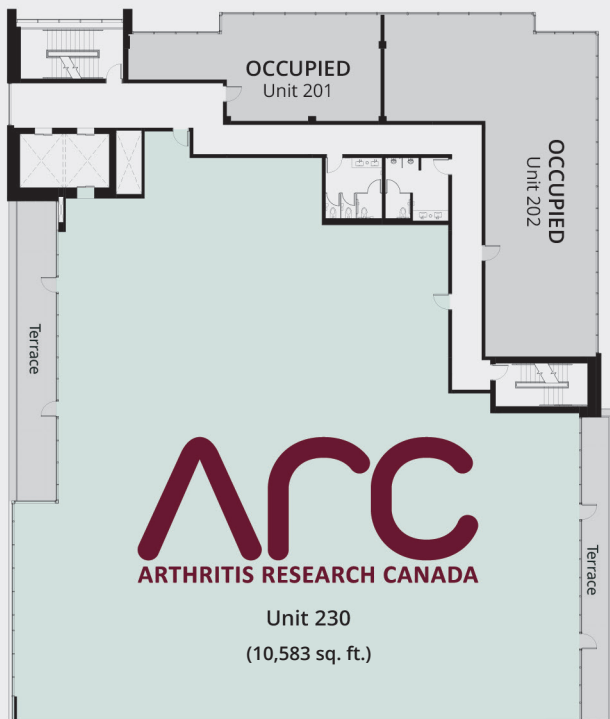 OCCUPIED
Unit 201
OCCUPIED
Unit 202
Terrace
Arc
ARTHRITIS RESEARCH CANADA
Unit 230
(10,583 sq. ft.)
Terrace